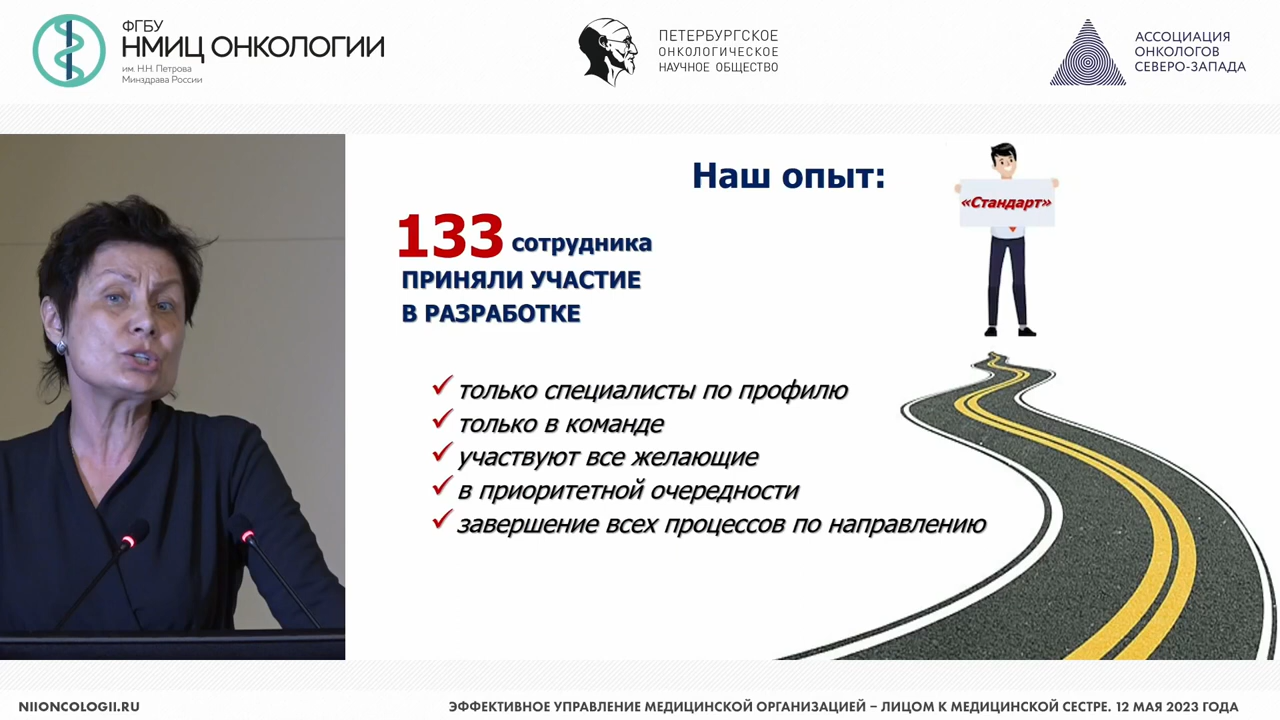 ФГБУ
НМИЦ ОНКОЛОГИИ
им. Н.Н. Петрова
Минздрава России
ПЕТЕРБУРГСКОЕ
ОНКОЛОГИЧЕСКОЕ
НАУЧНОЕ ОБЩЕСТВО
АССОЦИАЦИЯ
ОНКОЛОГОВ
СЕВЕРО-ЗАПАДА
Наш опыт:
«Стандарт»
133 сотрудника
ПРИНЯЛИ УЧАСТИЕ
В РАЗРАБОТКЕ
только специалисты по профилю
только в команде
участвуют все желающие
в приоритетной очередности
завершение всех процессов по направлению
NIIONCOLOGII.RU
ЭФФЕКТИВНОЕ УПРАВЛЕНИЕ МЕДИЦИНСКОЙ ОРГАНИЗАЦИЕЙ – ЛИЦОМ К МЕДИЦИНСКОЙ СЕСТРЕ. 12 МАЯ 2023 ГОДА